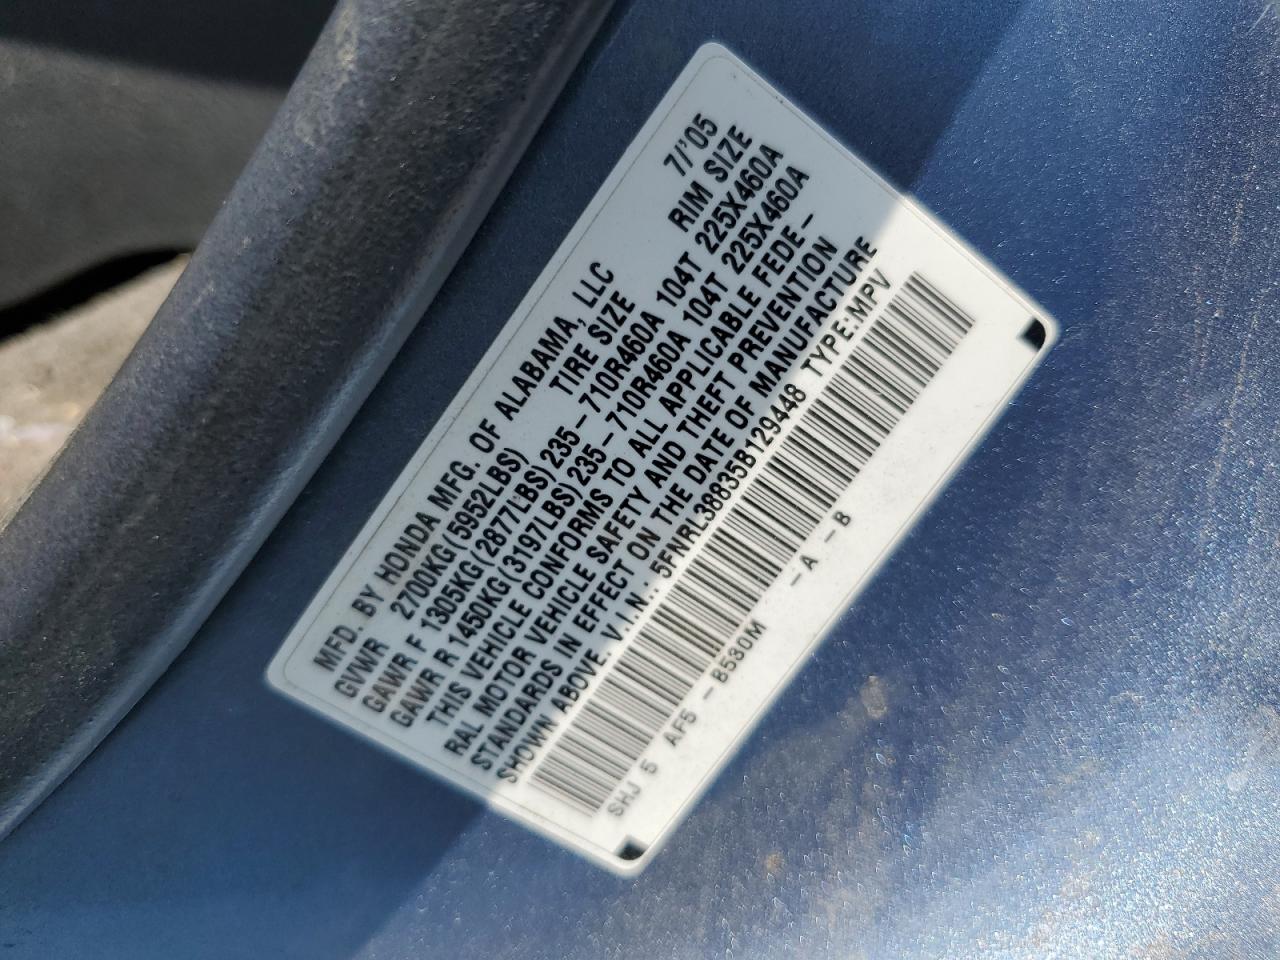 MFD. BY HONDA MFG. OF ALABAMA, LLC 7/'05
GVWR 2700KG(5952LBS) TIRE SIZE RIM SIZE
GAWR F 1305KG(2877LBS)235-710R460A 104T 225X460A
GAWR R 1450KG(3197LBS)235-710R460A 104T 225X460A
THIS VEHICLE CONFORMS TO ALL APPLICABLE FEDE-
RAL MOTOR VEHICLE SAFETY AND THEFT PREVENTION
STANDARDS IN EFFECT ON THE DATE OF MANUFACTURE
SHOWN ABOVE. V.I.N.: 5FNRL38835B129448 TYPE:MPV
SHJ 5 AF5 - B530M - A - B